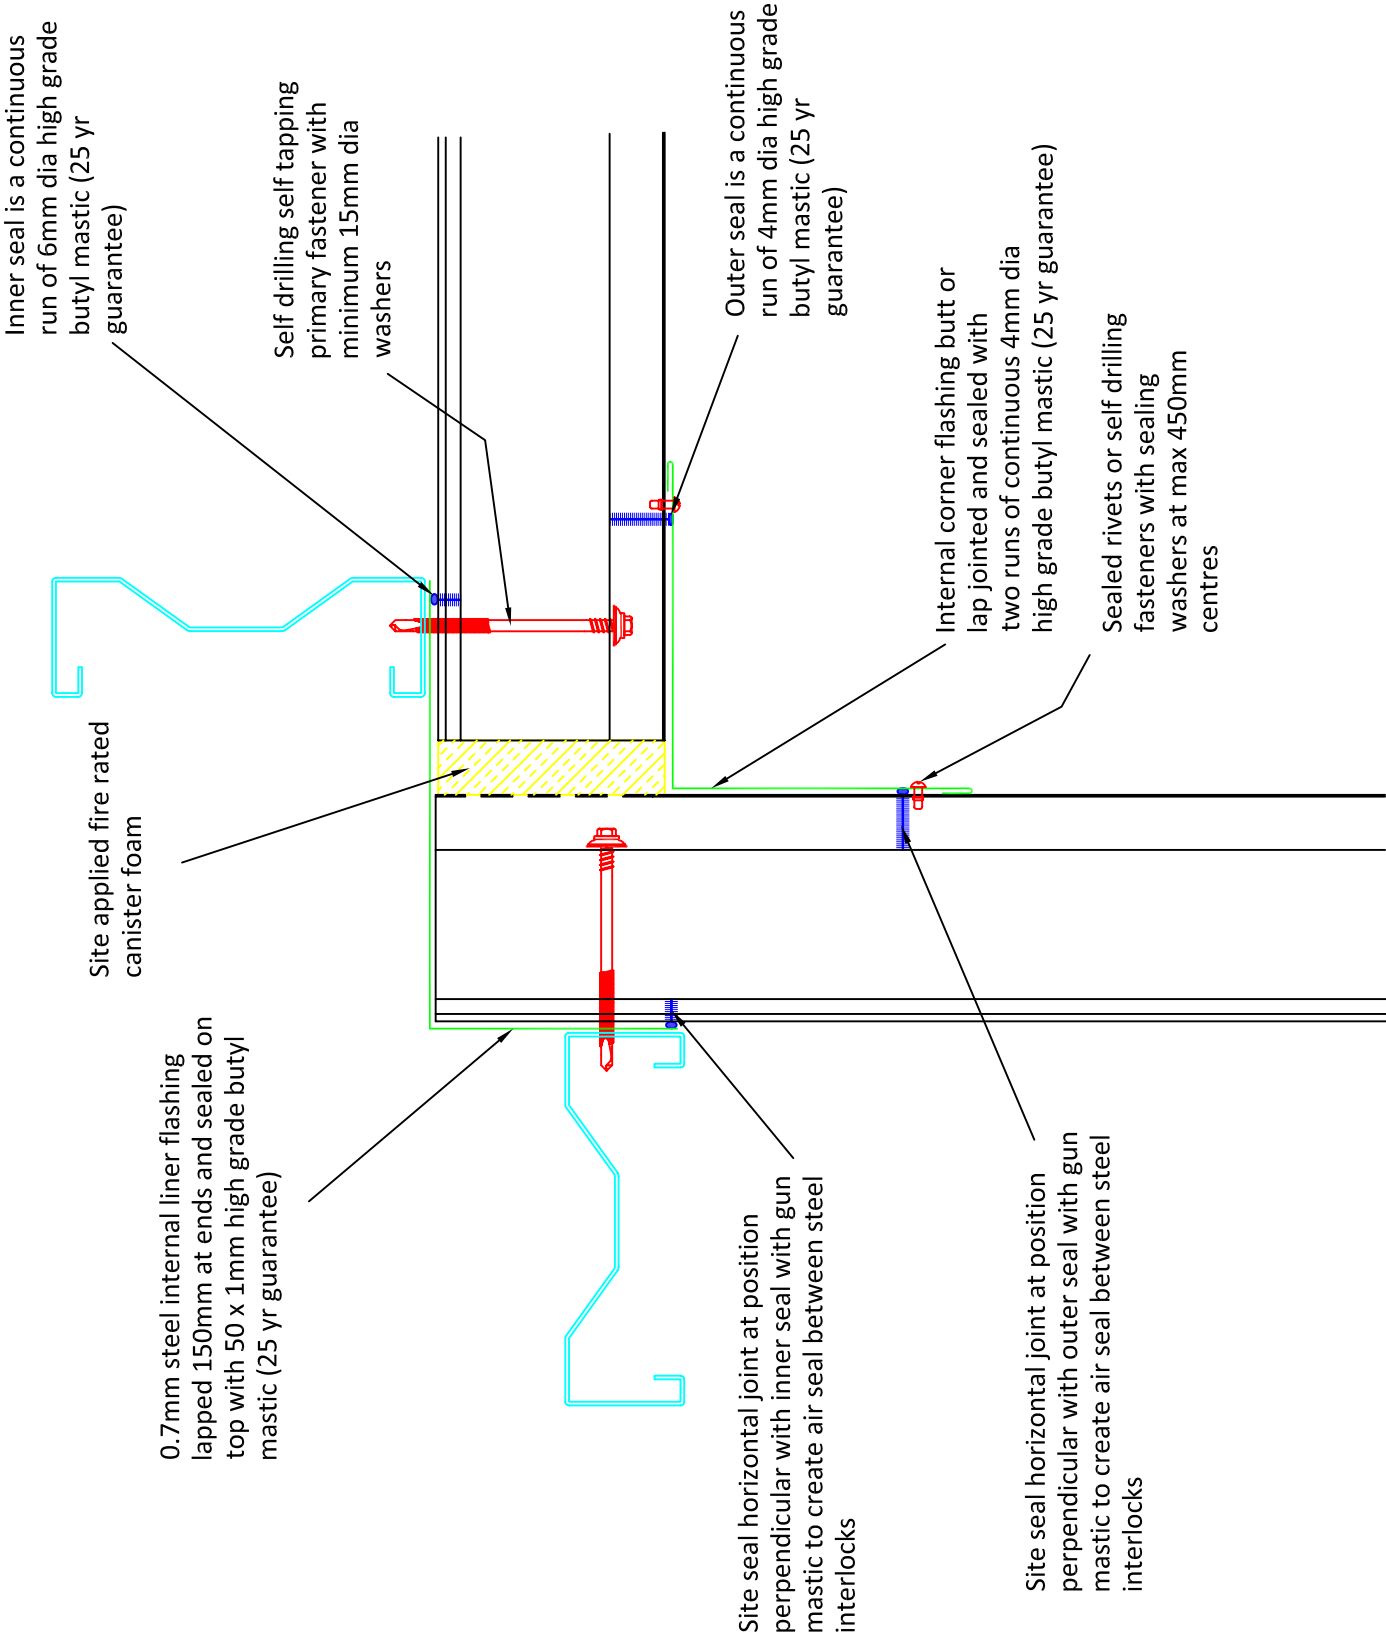 Inner seal is a continuous
run of 6mm dia high grade
butyl mastic (25 yr
guarantee)
Self drilling self tapping
primary fastener with
minimum 15mm dia
washers
Outer seal is a continuous
run of 4mm dia high grade
butyl mastic (25 yr
guarantee)
Internal corner flashing butt or
lap jointed and sealed with
two runs of continuous 4mm dia
high grade butyl mastic (25 yr guarantee)
Sealed rivets or self drilling
fasteners with sealing
washers at max 450mm
centres
Site applied fire rated
canister foam
0.7mm steel internal liner flashing
lapped 150mm at ends and sealed on
top with 50 x 1mm high grade butyl
mastic (25 yr guarantee)
Site seal horizontal joint at position
perpendicular with inner seal with gun
mastic to create air seal between steel
interlocks
Site seal horizontal joint at position
perpendicular with outer seal with gun
mastic to create air seal between steel
interlocks